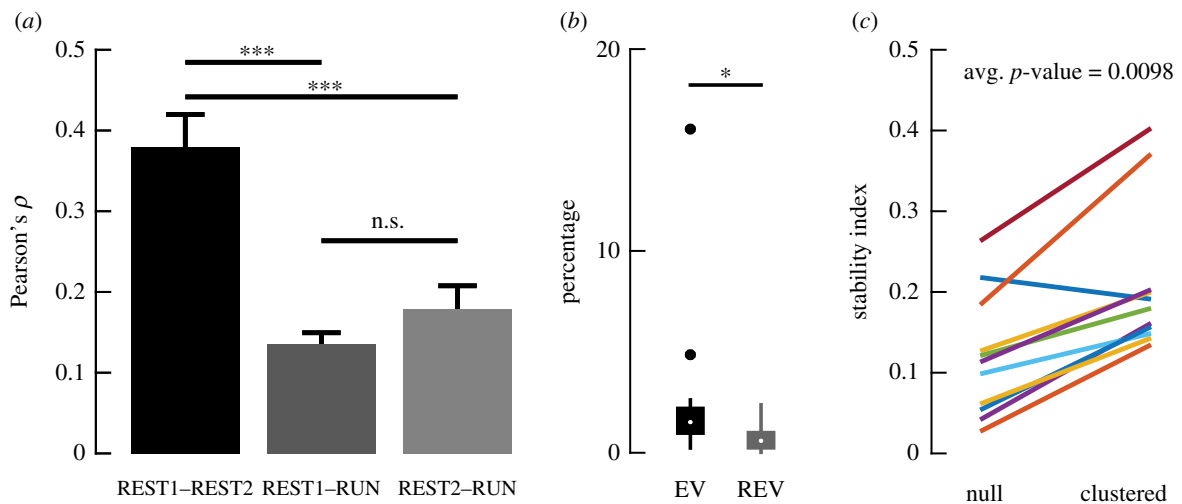 (a)
(b)
(c)
0.5
0.4
0.3
0.2
0.1
0
Pearson's ρ
***
***
n.s.
REST1–REST2
REST1–RUN
REST2–RUN
20
10
0
percentage
*
EV
REV
0.5
0.4
0.3
0.2
0.1
0
stability index
avg. p-value = 0.0098
null
clustered